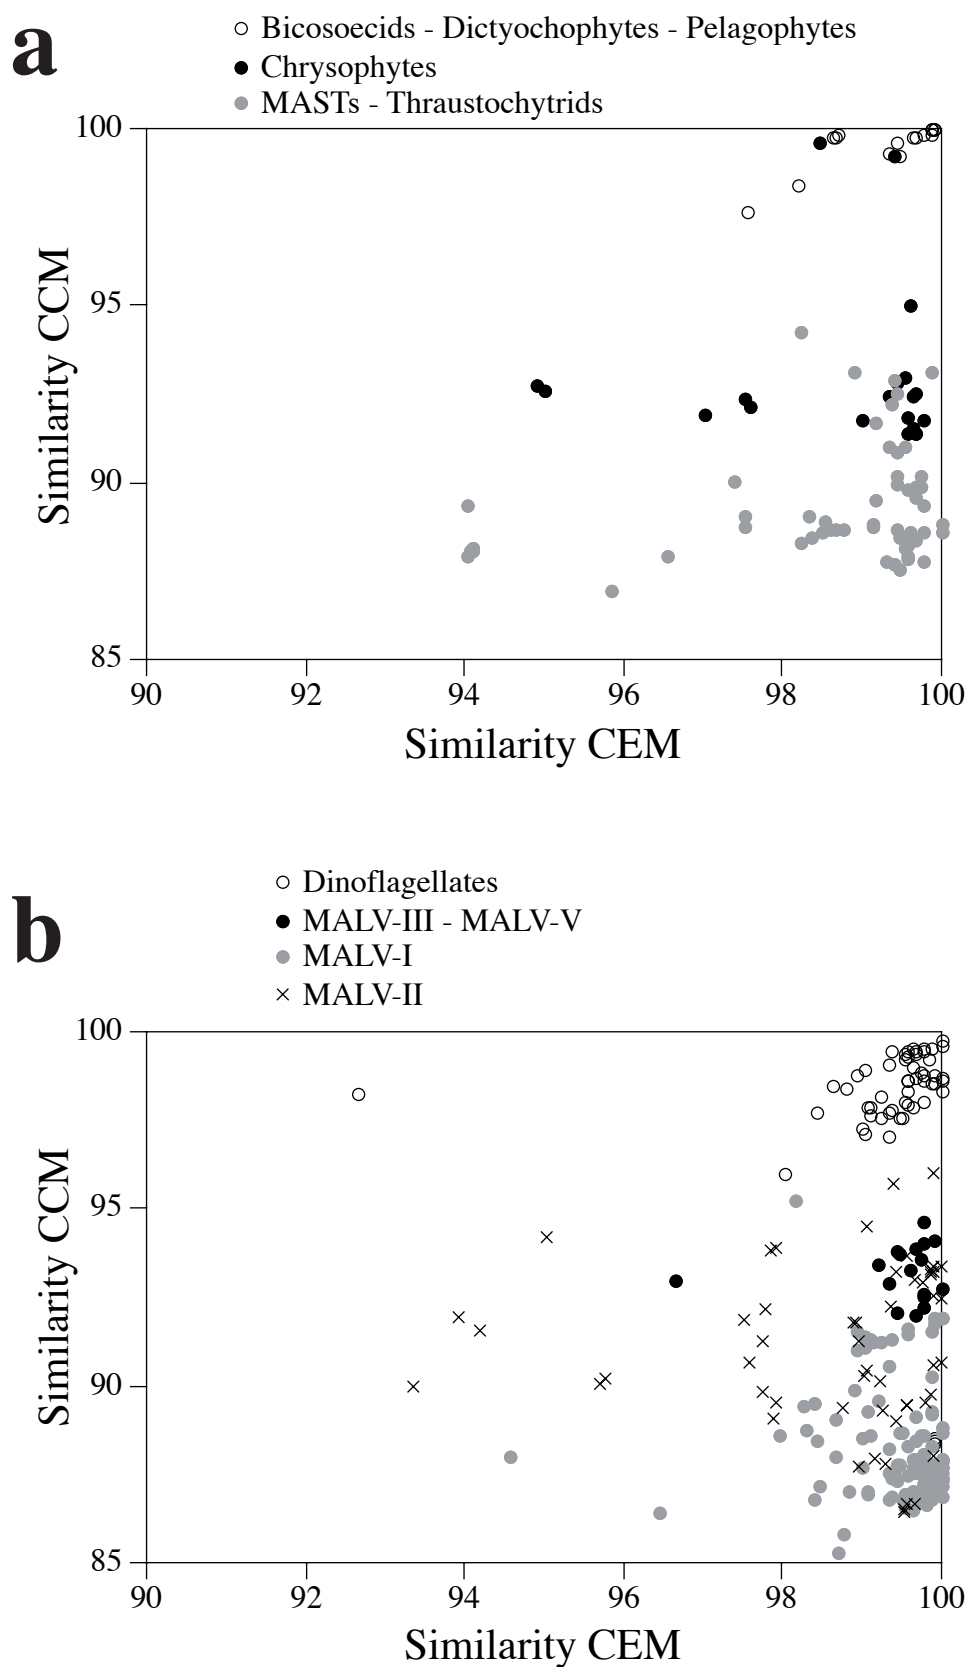 a
Bicosoecids - Dictyochophytes - Pelagophytes
Chrysophytes
MASTs - Thraustochytrids
100
95
90
85
Similarity CCM
90 92 94 96 98 100
Similarity CEM
b
Dinoflagellates
MALV-III - MALV-V
MALV-I
MALV-II
100
95
90
85
Similarity CCM
90 92 94 96 98 100
Similarity CEM